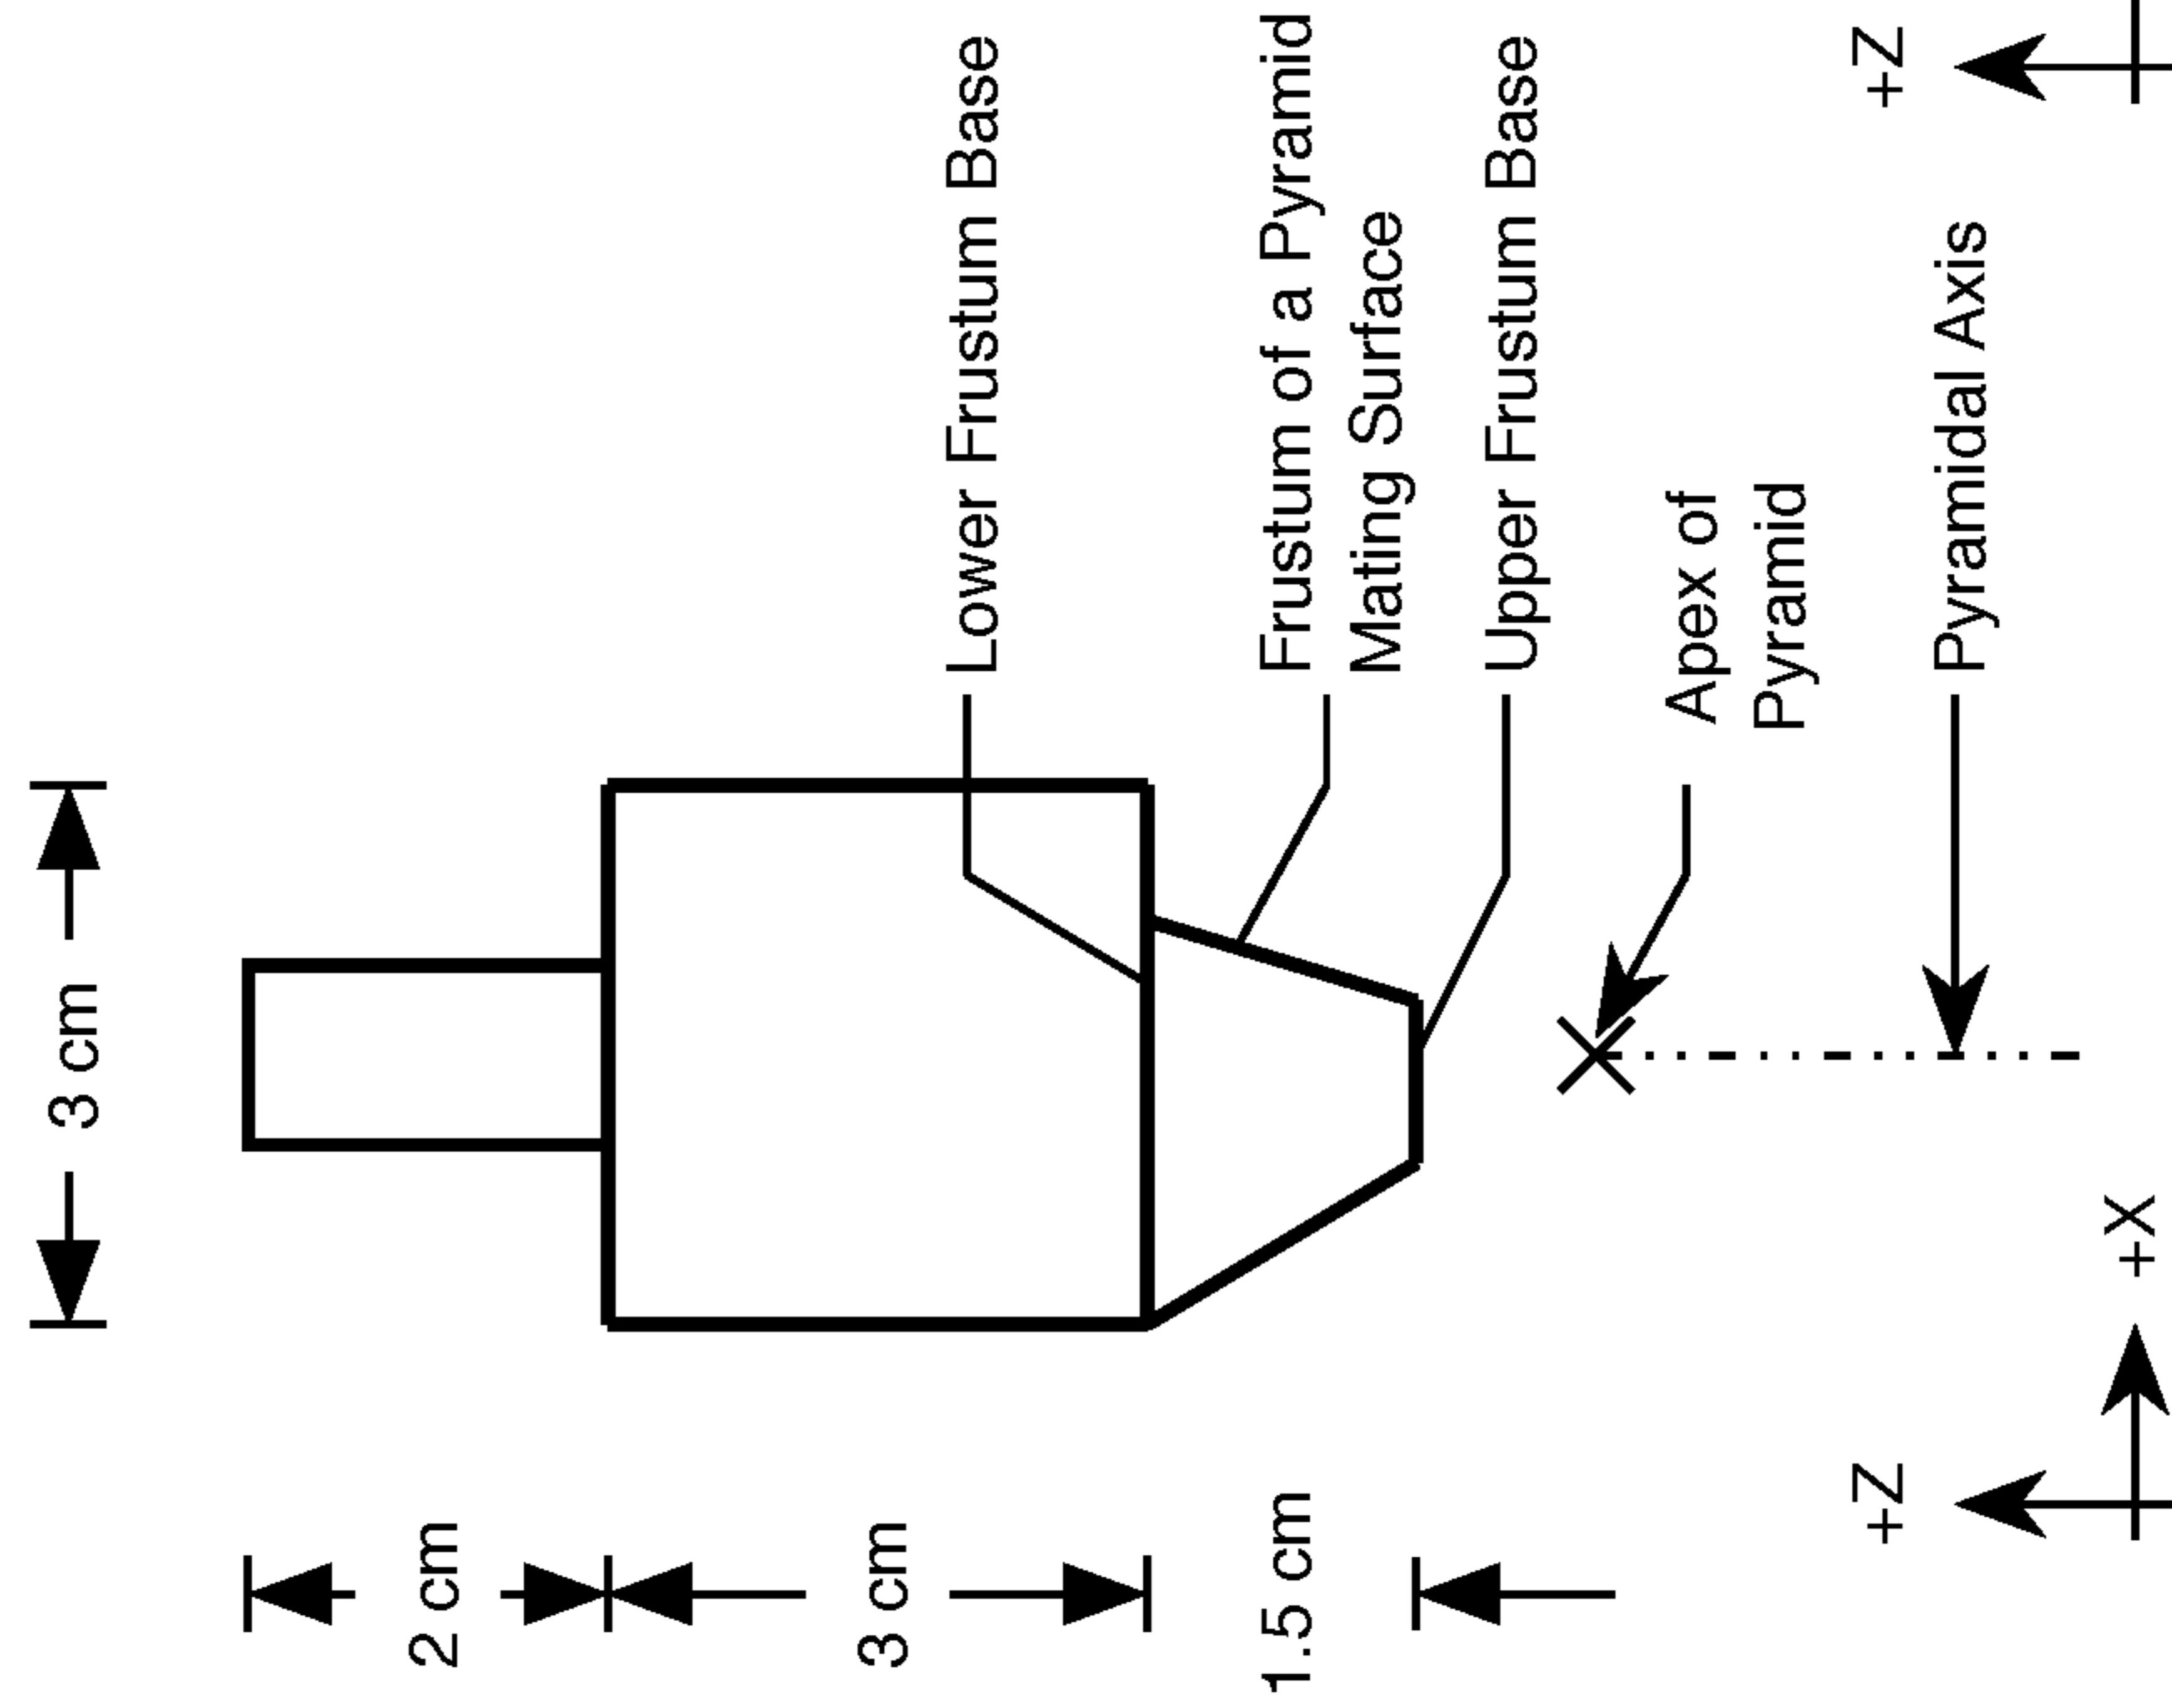 3 cm
2 cm
3 cm
Lower Frustum Base
1.5 cm
Frustum of a Pyramid
Mating Surface
Upper Frustum Base
Apex of
Pyramid
+Z
+Z
Pyramidal Axis
+X